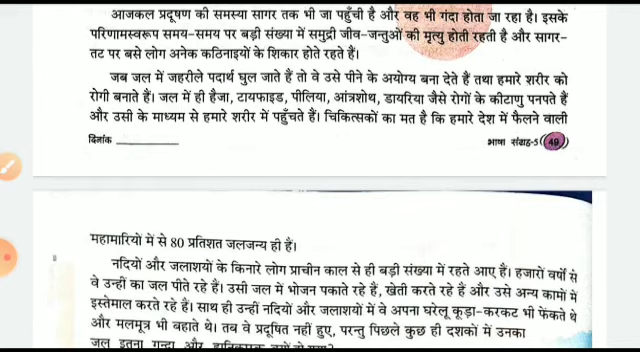 आजकल प्रदूषण की समस्या सागर तक भी जा पहुँची है और वह भी गंदा होता जा रहा है। इसके
परिणामस्वरूप समय-समय पर बड़ी संख्या में समुद्री जीव-जन्तुओं की मृत्यु होती रहती है और सागर-
तट पर बसे लोग अनेक कठिनाइयों के शिकार होते रहते हैं।
जब जल में जहरीले पदार्थ घुल जाते हैं तो वे उसे पीने के अयोग्य बना देते हैं तथा हमारे शरीर को
रोगी बनाते हैं। जल में ही हैजा, टायफाइड, पीलिया, आंत्रशोथ, डायरिया जैसे रोगों के कीटाणु पनपते हैं
और उसी के माध्यम से हमारे शरीर में पहुँचते हैं। चिकित्सकों का मत है कि हमारे देश में फैलने वाली
दिनांक
भाषा संग्रह-5 49
महामारियों में से 80 प्रतिशत जलजन्य ही हैं।
नदियों और जलाशयों के किनारे लोग प्राचीन काल से ही बड़ी संख्या में रहते आए हैं। हजारों वर्षों से
वे उन्हीं का जल पीते रहे हैं। उसी जल में भोजन पकाते रहे हैं, खेती करते रहे हैं और उसे अन्य कामों में
इस्तेमाल करते रहे हैं। साथ ही उन्हीं नदियों और जलाशयों में वे अपना घरेलू कूड़ा-करकट भी फेंकते थे
और मलमूत्र भी बहाते थे। तब वे प्रदूषित नहीं हुए, परन्तु पिछले कुछ ही दशकों में उनका
जल इतना गन्दा और